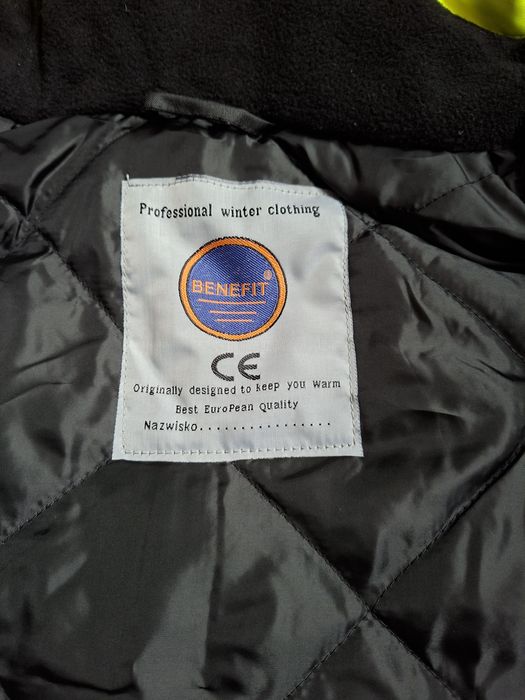 Professional winter clothing
BENEFIT ®
CE
Originally designed to keep you warm
Best EuroPean Quality
Nazwisko................